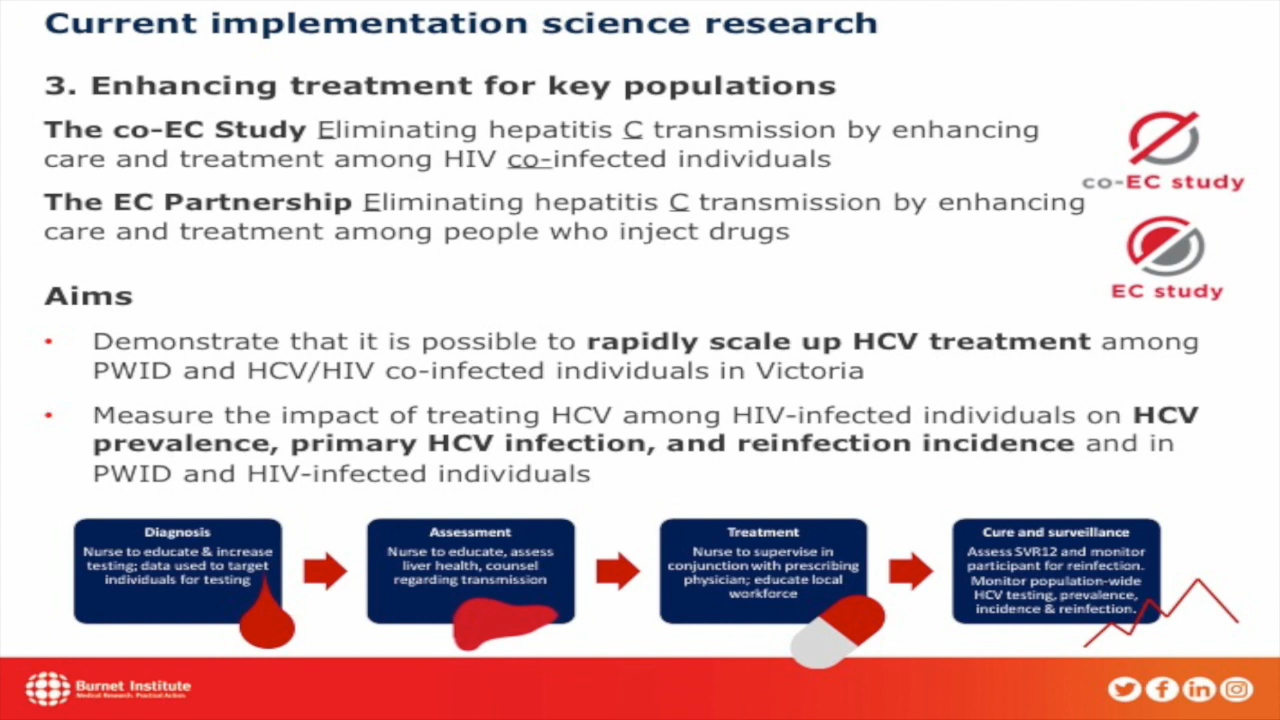 Current implementation science research
3. Enhancing treatment for key populations
The co-EC Study Eliminating hepatitis C transmission by enhancing
care and treatment among HIV co-infected individuals
The EC Partnership Eliminating hepatitis C transmission by enhancing
care and treatment among people who inject drugs
co-EC study
EC study
Aims
• Demonstrate that it is possible to rapidly scale up HCV treatment among
PWID and HCV/HIV co-infected individuals in Victoria
• Measure the impact of treating HCV among HIV-infected individuals on HCV
prevalence, primary HCV infection, and reinfection incidence and in
PWID and HIV-infected individuals
Diagnosis
Nurse to educate & increase
testing; data used to target
individuals for testing
Assessment
Nurse to educate, assess
liver health, counsel
regarding transmission
Treatment
Nurse to supervise in
conjunction with prescribing
physician; educate local
workforce
Cure and surveillance
Assess SVR12 and monitor
participant for reinfection.
Monitor population-wide
HCV testing, prevalence,
incidence & reinfection.
Burnet Institute
Medical Research. Practical Action.